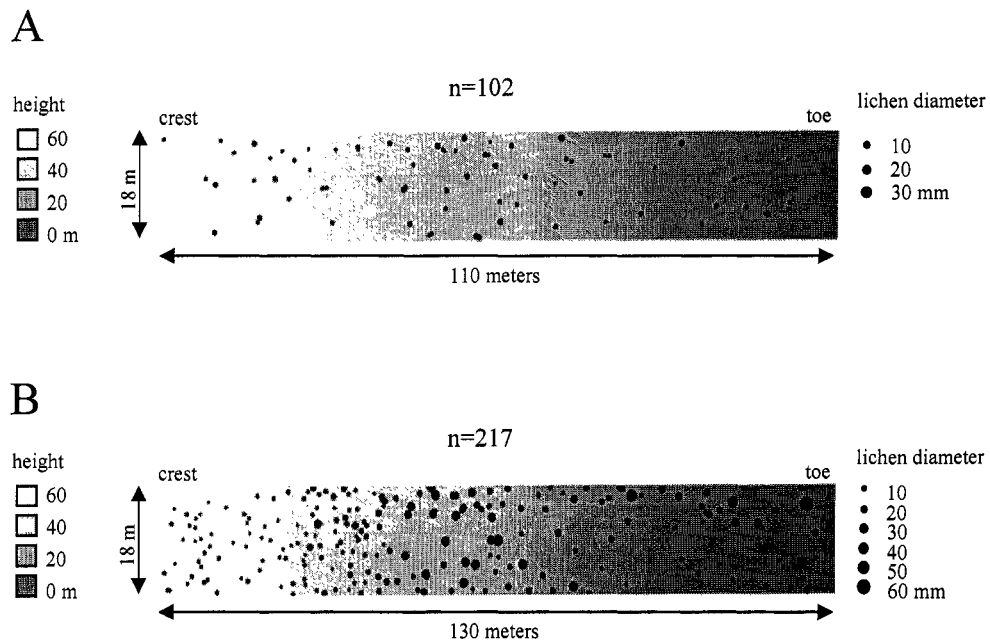 A
n=102
height
crest
toe
lichen diameter
60
40
20
0 m
18 m
10
20
30 mm
110 meters
B
n=217
height
crest
toe
lichen diameter
60
40
20
0 m
18 m
10
20
30
40
50
60 mm
130 meters